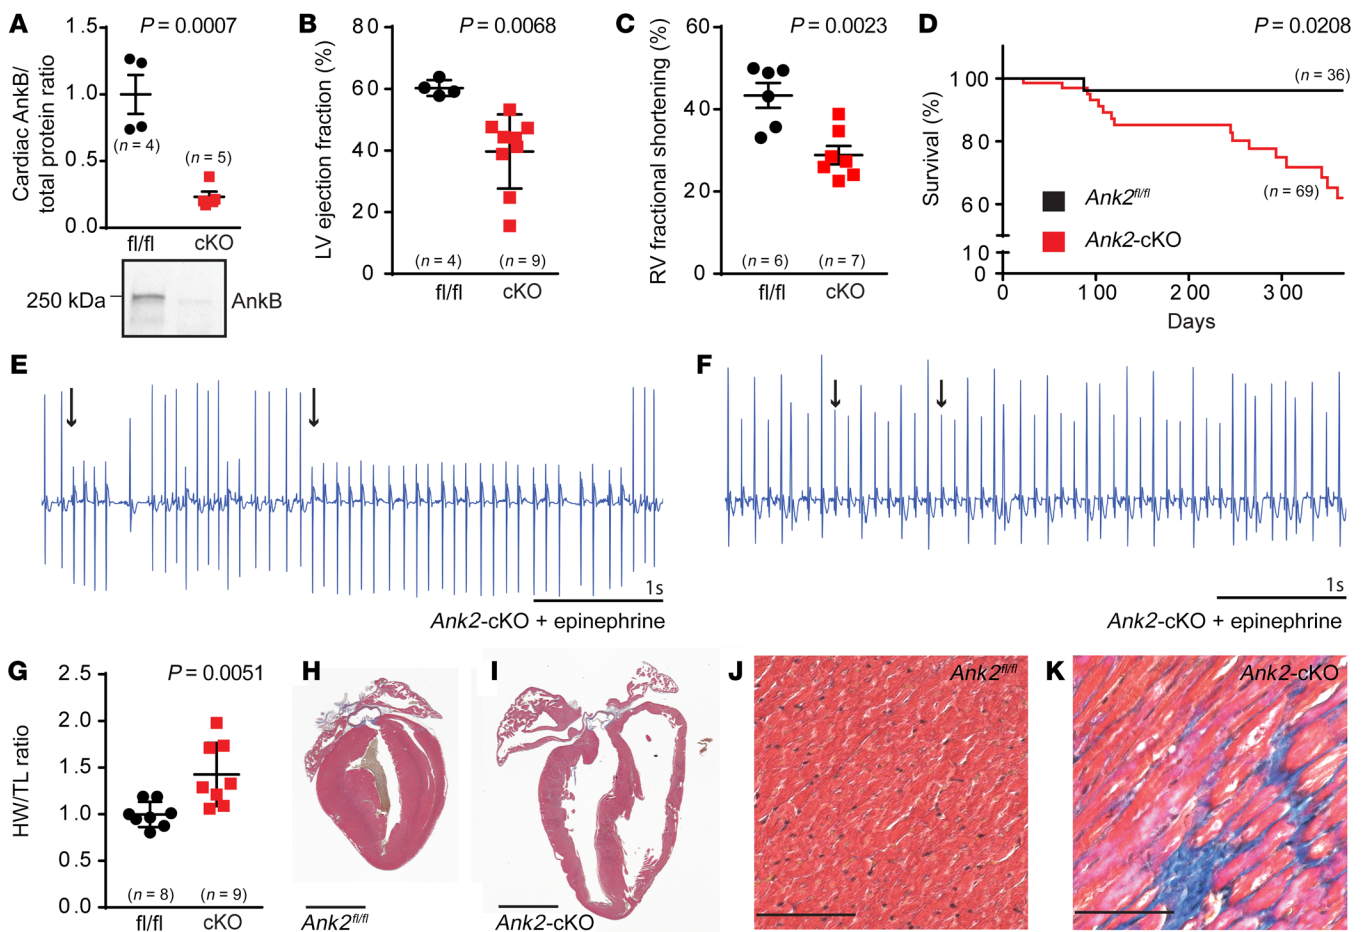 A
P = 0.0007
Cardiac AnkB/
total protein ratio
1.5
1.0
0.5
0.0
(n = 4)
(n = 5)
fl/fl
cKO
250 kDa
AnkB
B
P = 0.0068
LV ejection fraction (%)
80
60
40
20
0
(n = 4)
(n = 9)
fl/fl
cKO
C
P = 0.0023
RV fractional shortening (%)
60
40
20
0
(n = 6)
(n = 7)
fl/fl
cKO
D
P = 0.0208
Survival (%)
100
80
60
10
0
(n = 36)
(n = 69)
Ank2fl/fl
Ank2-cKO
0
100
200
300
Days
E
1s
Ank2-cKO + epinephrine
F
1s
Ank2-cKO + epinephrine
G
P = 0.0051
HW/TL ratio
2.5
2.0
1.5
1.0
0.5
0.0
(n = 8)
(n = 9)
fl/fl
cKO
H
Ank2fl/fl
I
Ank2-cKO
J
Ank2fl/fl
K
Ank2-cKO